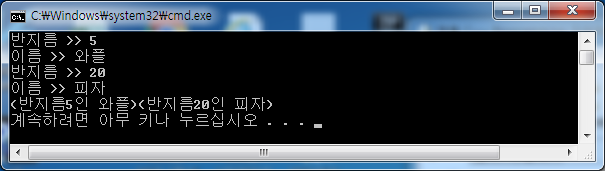 C:₩Windows₩system32₩cmd.exe
반지름 >> 5
이름 >> 와플
반지름 >> 20
이름 >> 피자
(반지름5인 와플)(반지름20인 피자)
계속하려면 아무 키나 누르십시오 . . .